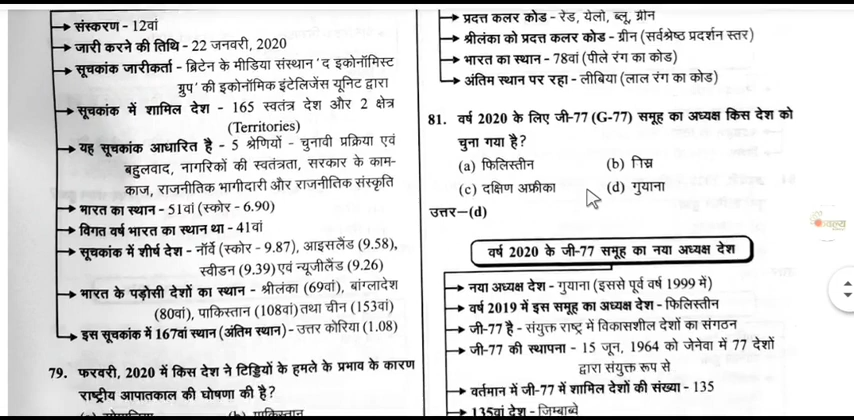 संस्करण - 12वां
जारी करने की तिथि - 22 जनवरी, 2020
सूचकांक जारीकर्ता - ब्रिटेन के मीडिया संस्थान 'द इकोनॉमिस्ट
ग्रुप' की इकोनॉमिक इंटेलिजेंस यूनिट द्वारा
सूचकांक में शामिल देश - 165 स्वतंत्र देश और 2 क्षेत्र
(Territories)
यह सूचकांक आधारित है - 5 श्रेणियों - चुनावी प्रक्रिया एवं
बहुलवाद, नागरिकों की स्वतंत्रता, सरकार के काम-
काज, राजनीतिक भागीदारी और राजनीतिक संस्कृति
भारत का स्थान - 51वां (स्कोर - 6.90)
विगत वर्ष भारत का स्थान था - 41वां
सूचकांक में शीर्ष देश - नॉर्वे (स्कोर - 9.87), आइसलैंड (9.58),
स्वीडन (9.39) एवं न्यूजीलैंड (9.26)
भारत के पड़ोसी देशों का स्थान - श्रीलंका (69वां), बांग्लादेश
(80वां), पाकिस्तान (108वां) तथा चीन (153वां)
इस सूचकांक में 167वां स्थान (अंतिम स्थान) - उत्तर कोरिया (1.08)
79. फरवरी, 2020 में किस देश ने टिड्डियों के हमले के प्रभाव के कारण
राष्ट्रीय आपातकाल की घोषणा की है?
(a) सोमालिया (b) पाकिस्तान
प्रदत्त कलर कोड - रेड, येलो, ब्लू, ग्रीन
श्रीलंका को प्रदत्त कलर कोड - ग्रीन (सर्वश्रेष्ठ प्रदर्शन स्तर)
भारत का स्थान - 78वां (पीले रंग का कोड)
अंतिम स्थान पर रहा - लीबिया (लाल रंग का कोड)
81. वर्ष 2020 के लिए जी-77 (G-77) समूह का अध्यक्ष किस देश को
चुना गया है?
(a) फिलिस्तीन (b) मिस्र
(c) दक्षिण अफ्रीका (d) गुयाना
उत्तर—(d)
वर्ष 2020 के जी-77 समूह का नया अध्यक्ष देश
नया अध्यक्ष देश - गुयाना (इससे पूर्व वर्ष 1999 में)
वर्ष 2019 में इस समूह का अध्यक्ष देश - फिलिस्तीन
जी-77 है - संयुक्त राष्ट्र में विकासशील देशों का संगठन
जी-77 की स्थापना - 15 जून, 1964 को जेनेवा में 77 देशों
द्वारा संयुक्त रूप से
वर्तमान में जी-77 में शामिल देशों की संख्या - 135
135वां देश - जिम्बाब्वे